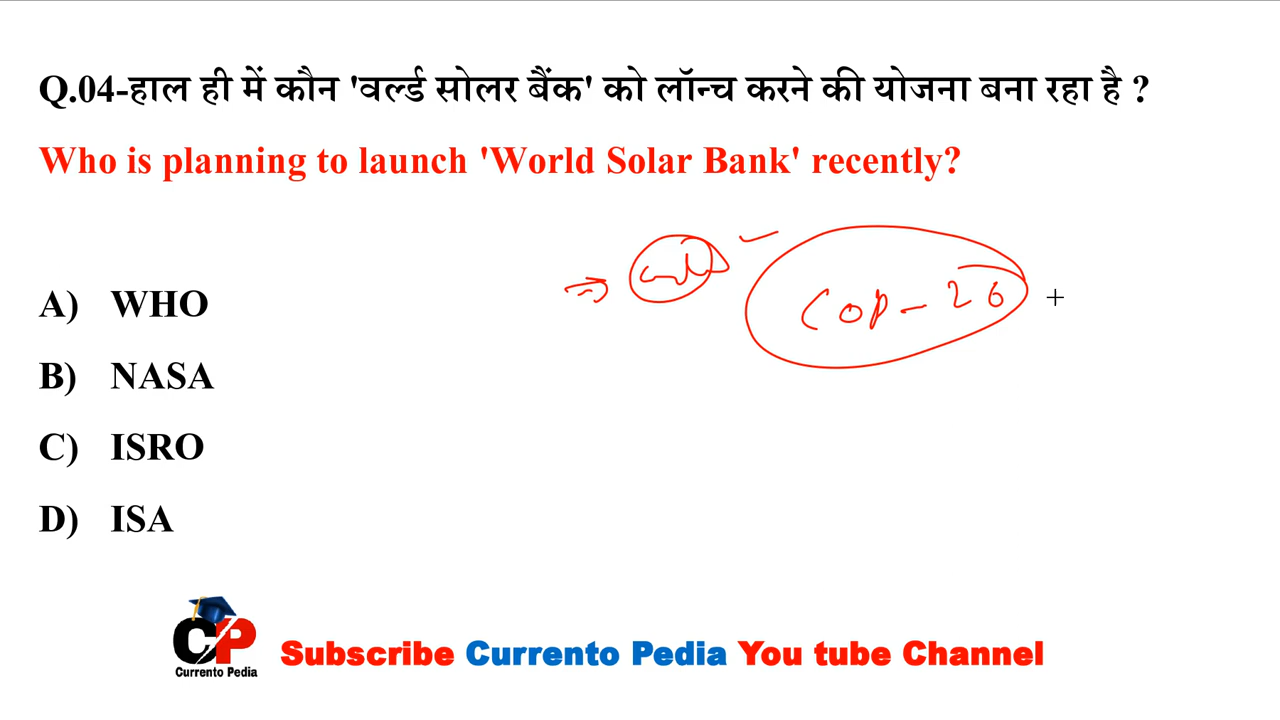 Q.04-हाल ही में कौन 'वर्ल्ड सोलर बैंक' को लॉन्च करने की योजना बना रहा है ?
Who is planning to launch 'World Solar Bank' recently?
COP - 26
A) WHO
B) NASA
C) ISRO
D) ISA
CP
Currento Pedia
Subscribe Currento Pedia You tube Channel